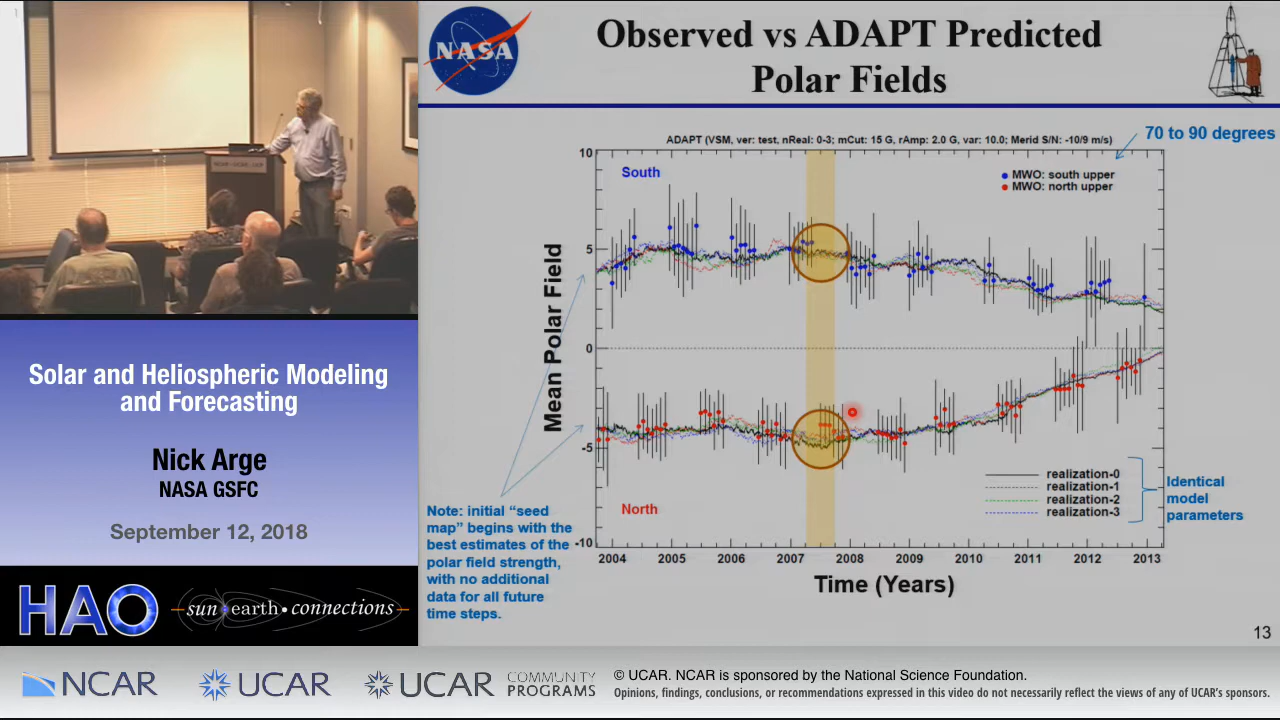 NASA
Observed vs ADAPT Predicted
Polar Fields
ADAPT (VSM, ver: test, nReal: 0-3; mCut: 15 G, rAmp: 2.0 G, var: 10.0; Merid S/N: -10/9 m/s)
70 to 90 degrees
South
MWO: south upper
MWO: north upper
10
5
0
-5
-10
Mean Polar Field
North
realization-0
realization-1
realization-2
realization-3
Identical
model
parameters
Note: initial “seed
map” begins with the
best estimates of the
polar field strength,
with no additional
data for all future
time steps.
2004 2005 2006 2007 2008 2009 2010 2011 2012 2013
Time (Years)
13
Solar and Heliospheric Modeling
and Forecasting
Nick Arge
NASA GSFC
September 12, 2018
HAO
sun•earth•connections
NCAR
UCAR
UCAR
COMMUNITY
PROGRAMS
© UCAR. NCAR is sponsored by the National Science Foundation.
Opinions, findings, conclusions, or recommendations expressed in this video do not necessarily reflect the views of any of UCAR's sponsors.